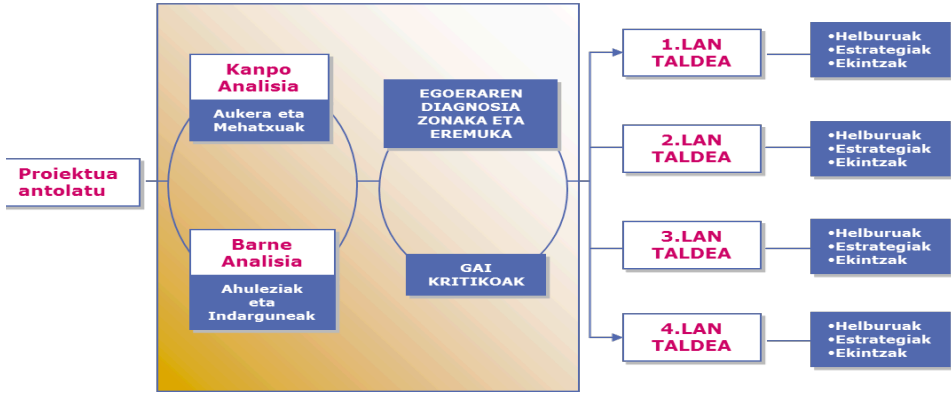 Proiektua
antolatu
Kanpo
Analisia
Aukera eta
Mehatxuak
Barne
Analisia
Ahuleziak
eta
Indarguneak
EGOERAREN
DIAGNOSIA
ZONAKA ETA
EREMUKA
GAI
KRITIKOAK
1.LAN
TALDEA
•Helburuak
•Estrategiak
•Ekintzak
2.LAN
TALDEA
•Helburuak
•Estrategiak
•Ekintzak
3.LAN
TALDEA
•Helburuak
•Estrategiak
•Ekintzak
4.LAN
TALDEA
•Helburuak
•Estrategiak
•Ekintzak